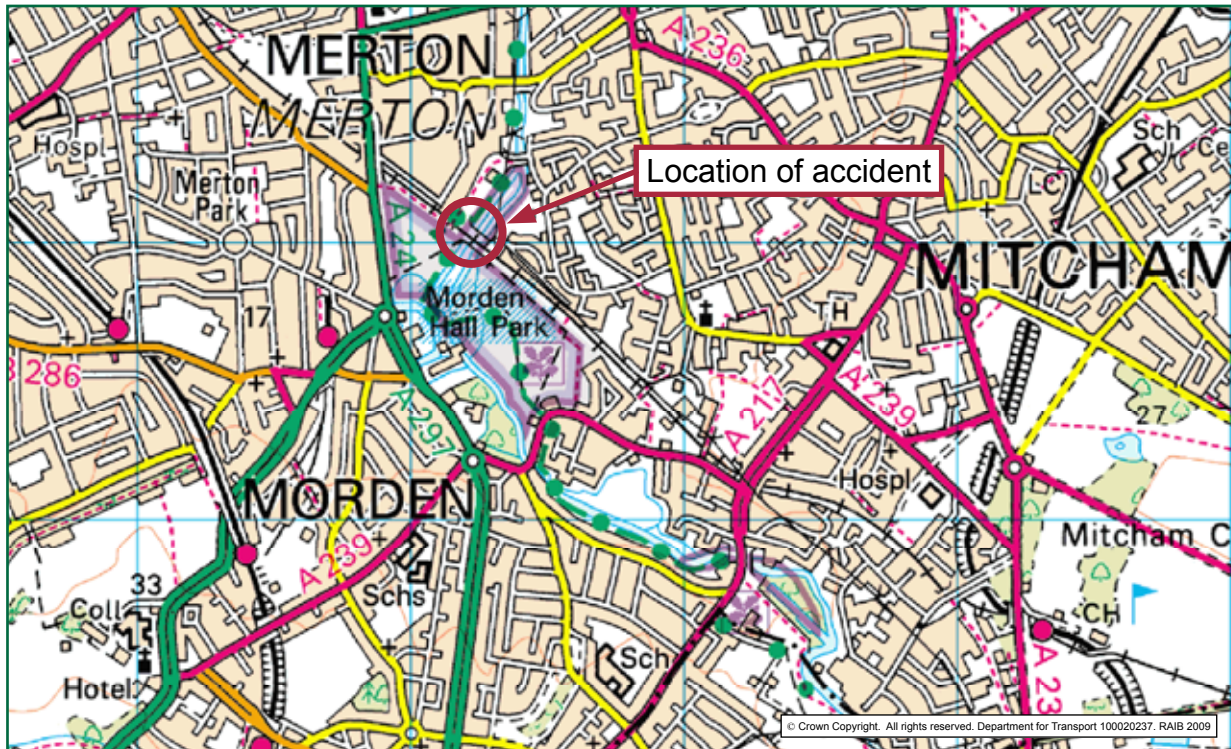 MERTON
MERTON
A 236
Hospl
Merton
Park
Location of accident
Sch
Ce
LC
A 24
MITCHAM
17
Morden
Hall Park
TH
286
A 297
A 217
A 239
27
MORDEN
Hospl
A 239
Mitcham C
33
Coll
Schs
CH
Hotel
Sch
A 23
© Crown Copyright. All rights reserved. Department for Transport 100020237. RAIB 2009